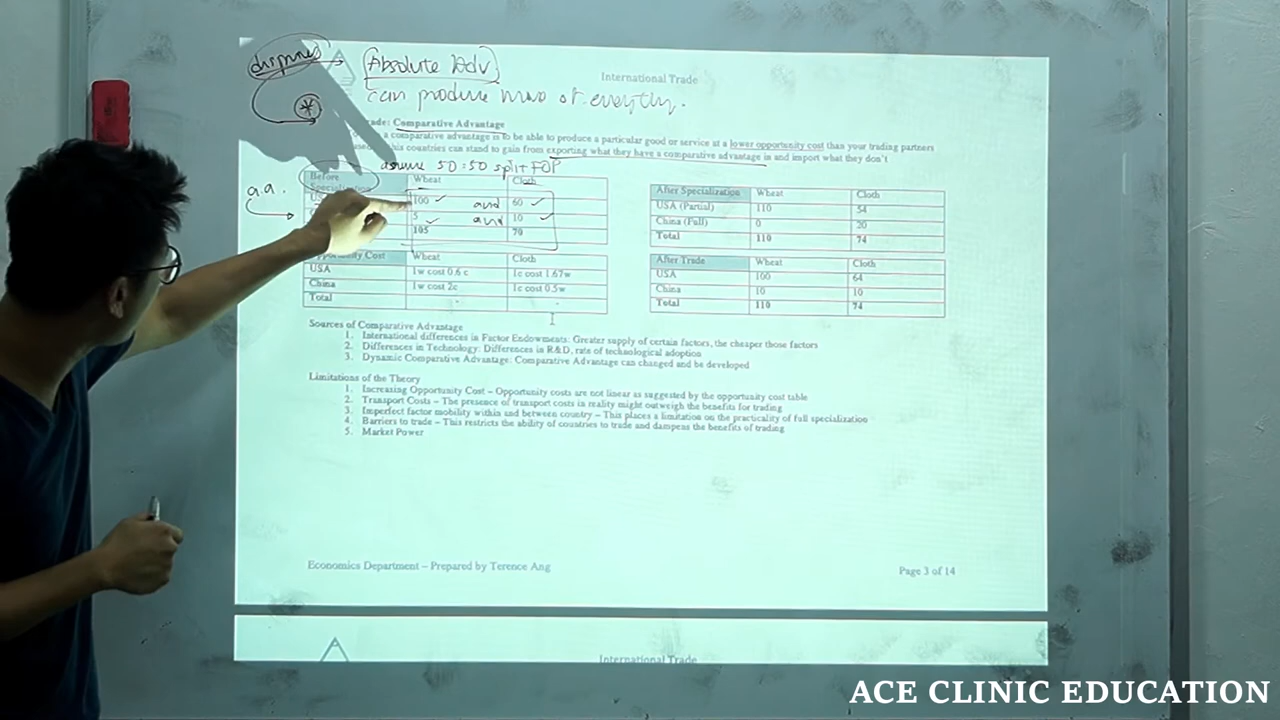 disproves → Absolute Adv
International Trade
can produce more of
Trade: Comparative Advantage
a comparative advantage is to be able to produce a particular good or service at a lower opportunity cost than your trading partners
this countries can stand to gain from exporting what they have a comparative advantage in and import what they don't
assume 50:50 split FOP
Before Wheat Cloth
a.a.
100 ✓ and 60 ✓
5 ✓ and 10 ✓
105 70
After Specialization Wheat Cloth
USA (Partial) 110 54
China (Full) 0 20
Total 110 74
Opportunity Cost Wheat Cloth
USA 1w cost 0.6 c 1c cost 1.67w
China 1w cost 2c 1c cost 0.5w
Total
After Trade Wheat Cloth
USA 100 64
China 10 10
Total 110 74
Sources of Comparative Advantage
1. International differences in Factor Endowments: Greater supply of certain factors, the cheaper those factors
2. Differences in Technology: Differences in R&D, rate of technological adoption
3. Dynamic Comparative Advantage: Comparative Advantage can changed and be developed
Limitations of the Theory
1. Increasing Opportunity Cost – Opportunity costs are not linear as suggested by the opportunity cost table
2. Transport Costs – The presence of transport costs in reality might outweigh the benefits for trading
3. Imperfect factor mobility within and between country – This places a limitation on the practicality of full specialization
4. Barriers to trade – This restricts the ability of countries to trade and dampens the benefits of trading
5. Market Power
Economics Department – Prepared by Terence Ang
Page 3 of 14
International Trade
ACE CLINIC EDUCATION